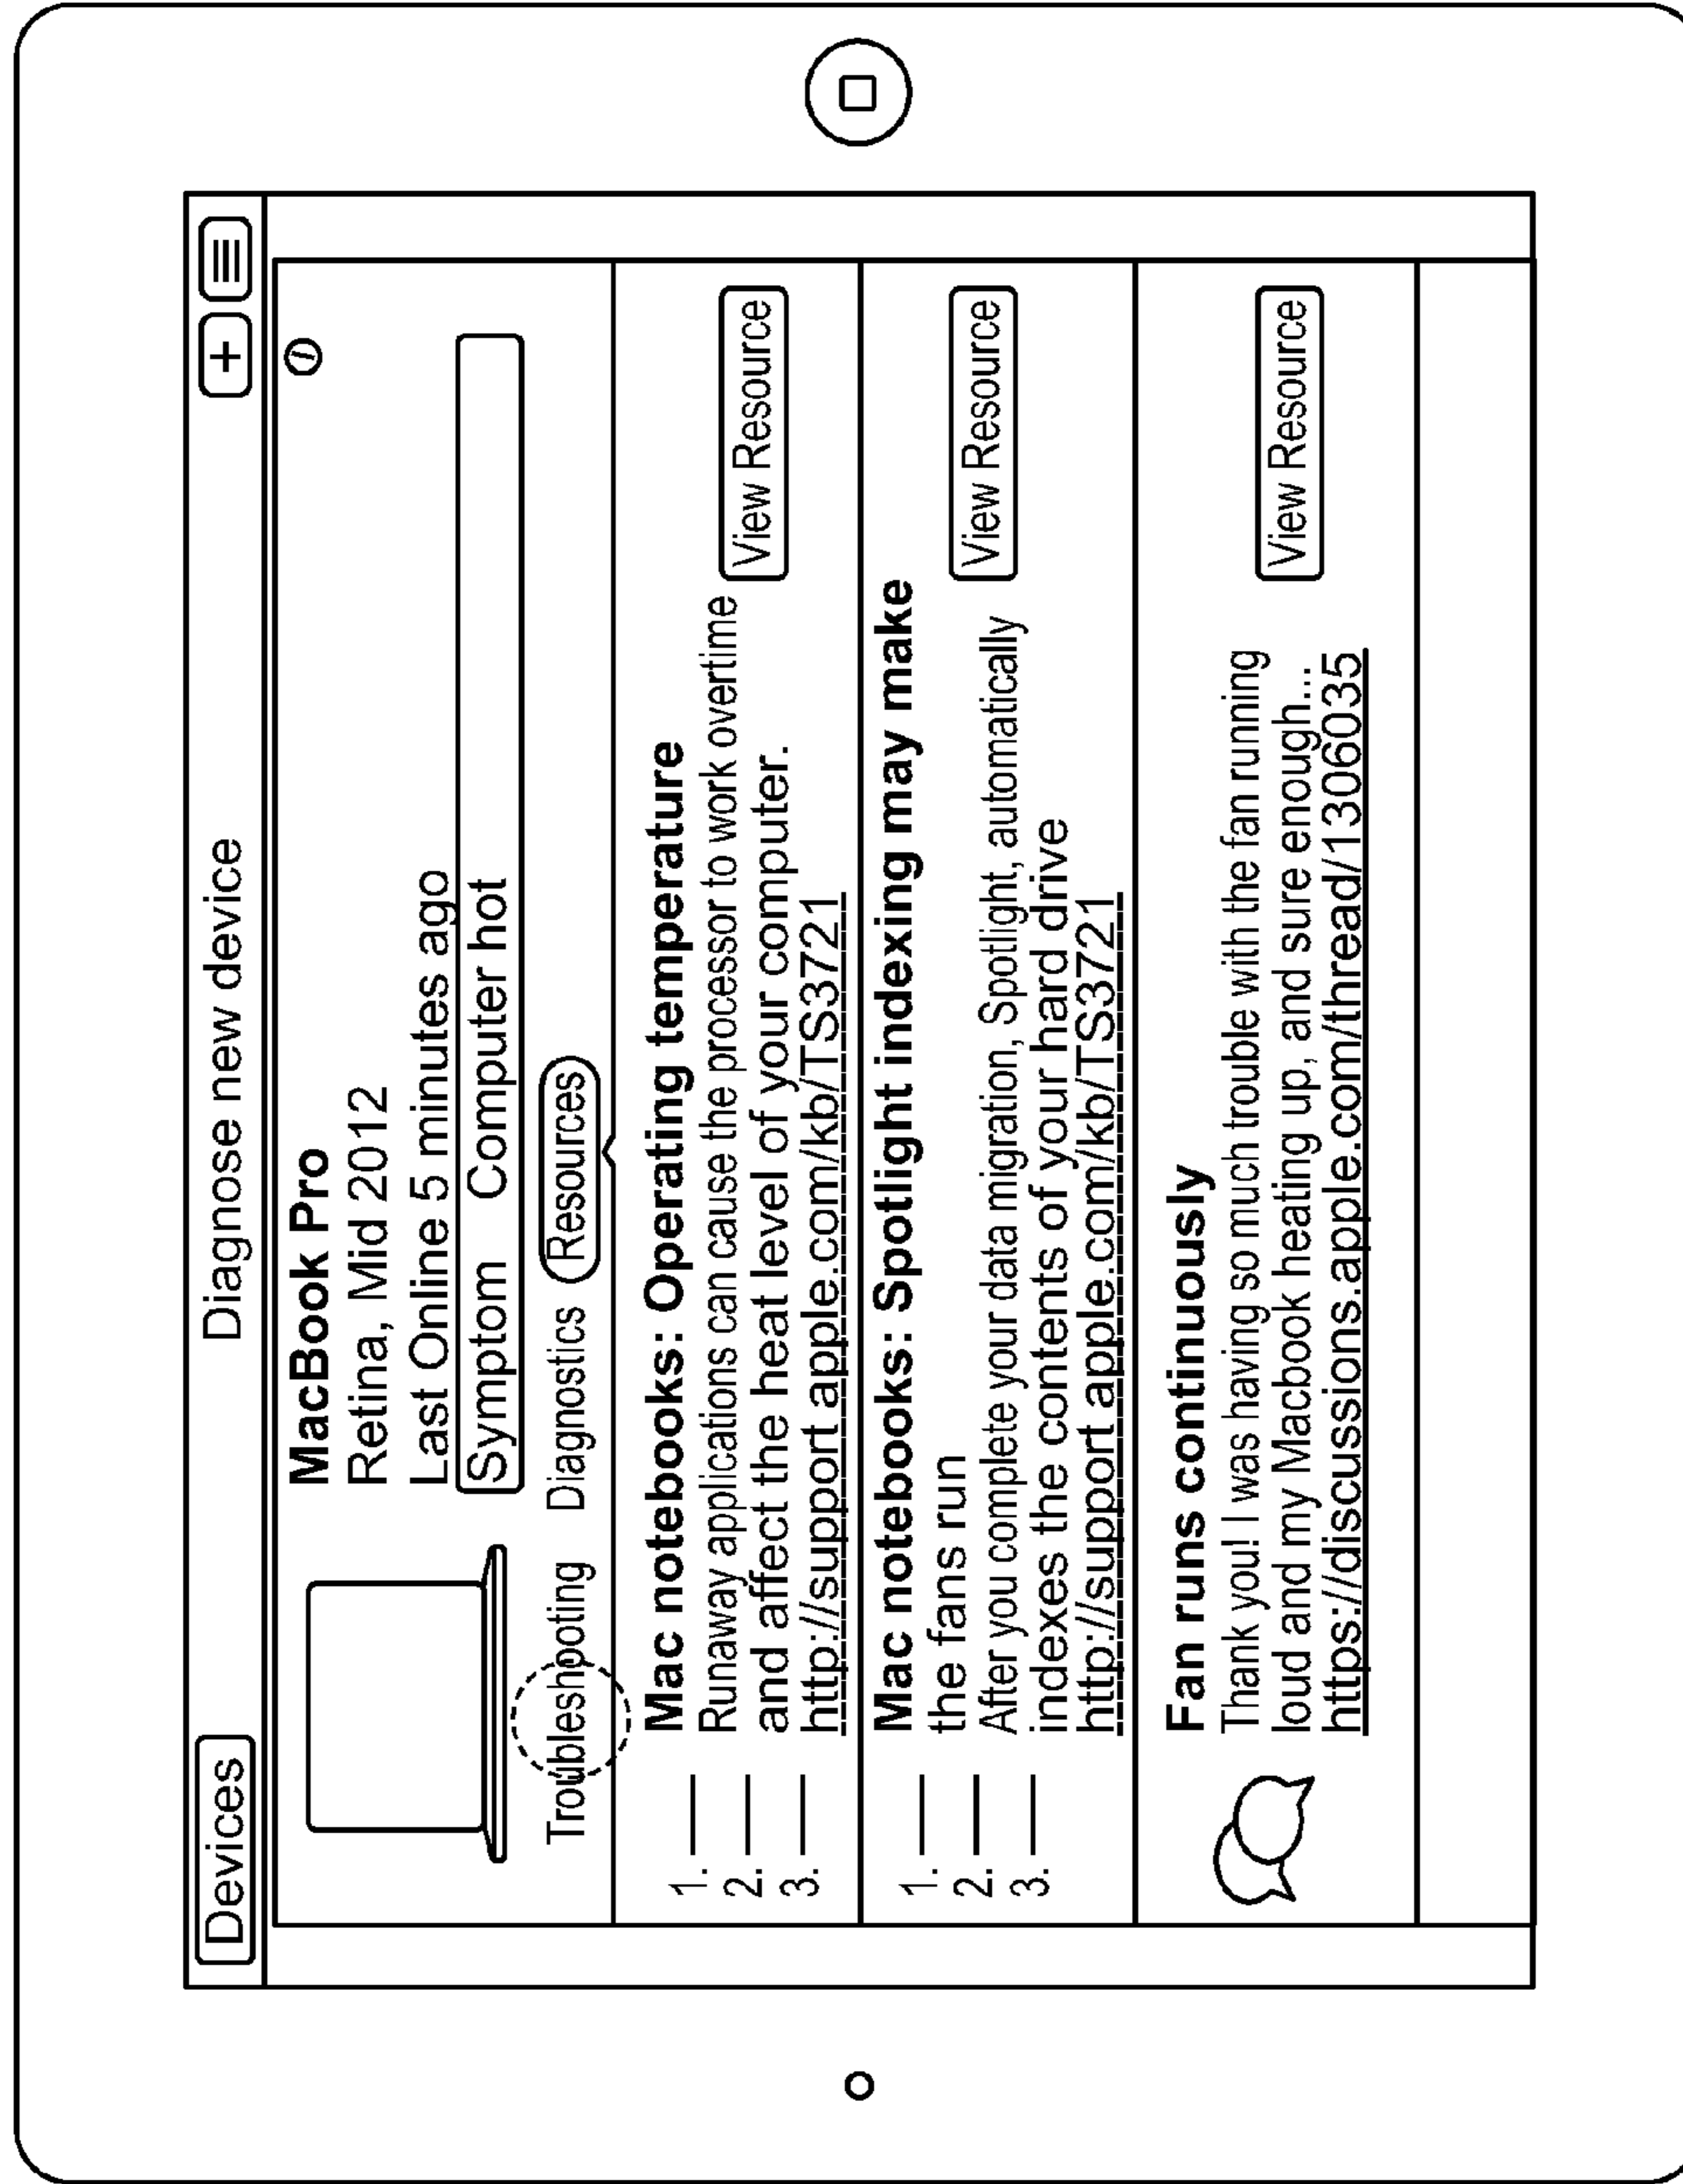 Devices
Diagnose new device
+
MacBook Pro
Retina, Mid 2012
Last Online 5 minutes ago
Symptom Computer hot
Troubleshooting Diagnostics Resources
1.
2.
3.
Mac notebooks: Operating temperature
Runaway applications can cause the processor to work overtime
and affect the heat level of your computer.
http://support.apple.com/kb/TS3721
View Resource
1.
2.
3.
Mac notebooks: Spotlight indexing may make
the fans run
After you complete your data migration, Spotlight, automatically
indexes the contents of your hard drive
http://support.apple.com/kb/TS3721
View Resource
Fan runs continuously
Thank you! I was having so much trouble with the fan running
loud and my Macbook heating up, and sure enough...
https://discussions.apple.com/thread/1306035
View Resource